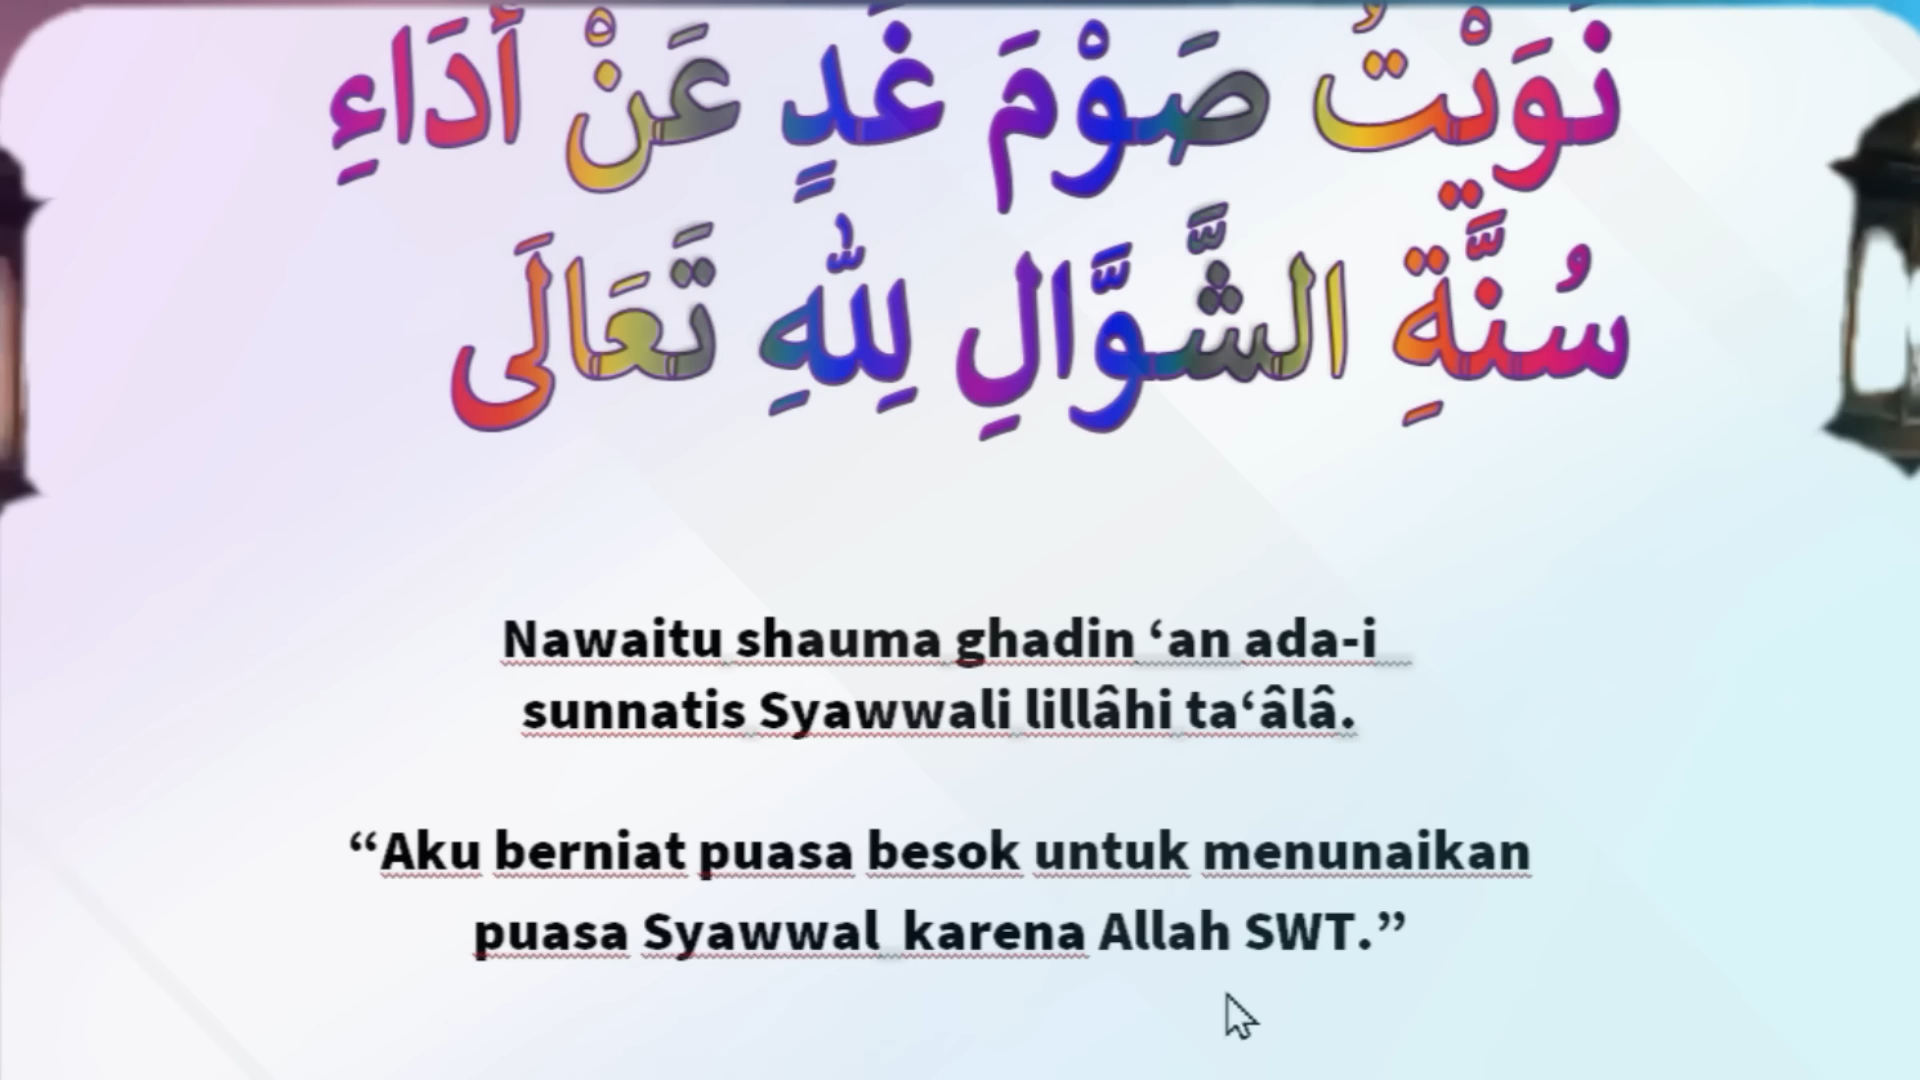 نَوَيْتُ صَوْمَ غَدٍ عَنْ أَدَاءِ
سُنَّةِ الشَّوَّالِ لِلّٰهِ تَعَالَى
Nawaitu shauma ghadin ‘an ada-i
sunnatis Syawwali lillâhi ta‘âlâ.
“Aku berniat puasa besok untuk menunaikan
puasa Syawwal karena Allah SWT.”